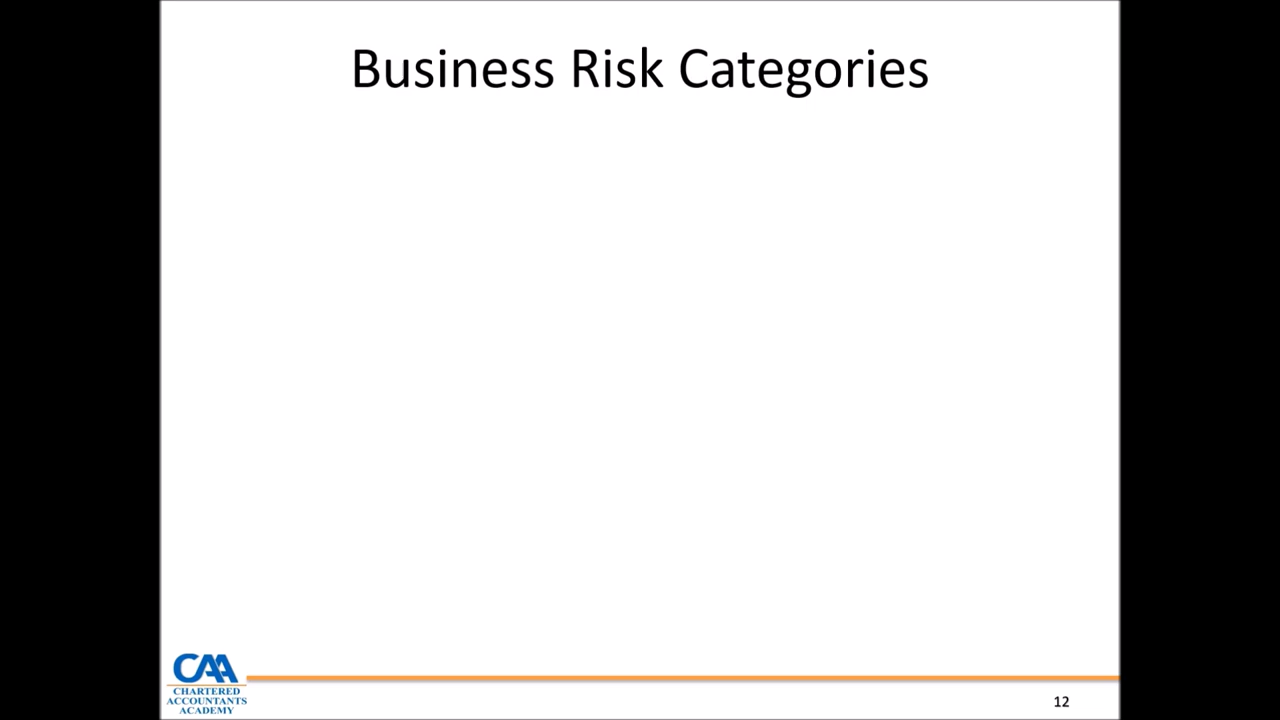 Business Risk Categories
CAA
CHARTERED
ACCOUNTANTS
ACADEMY
12